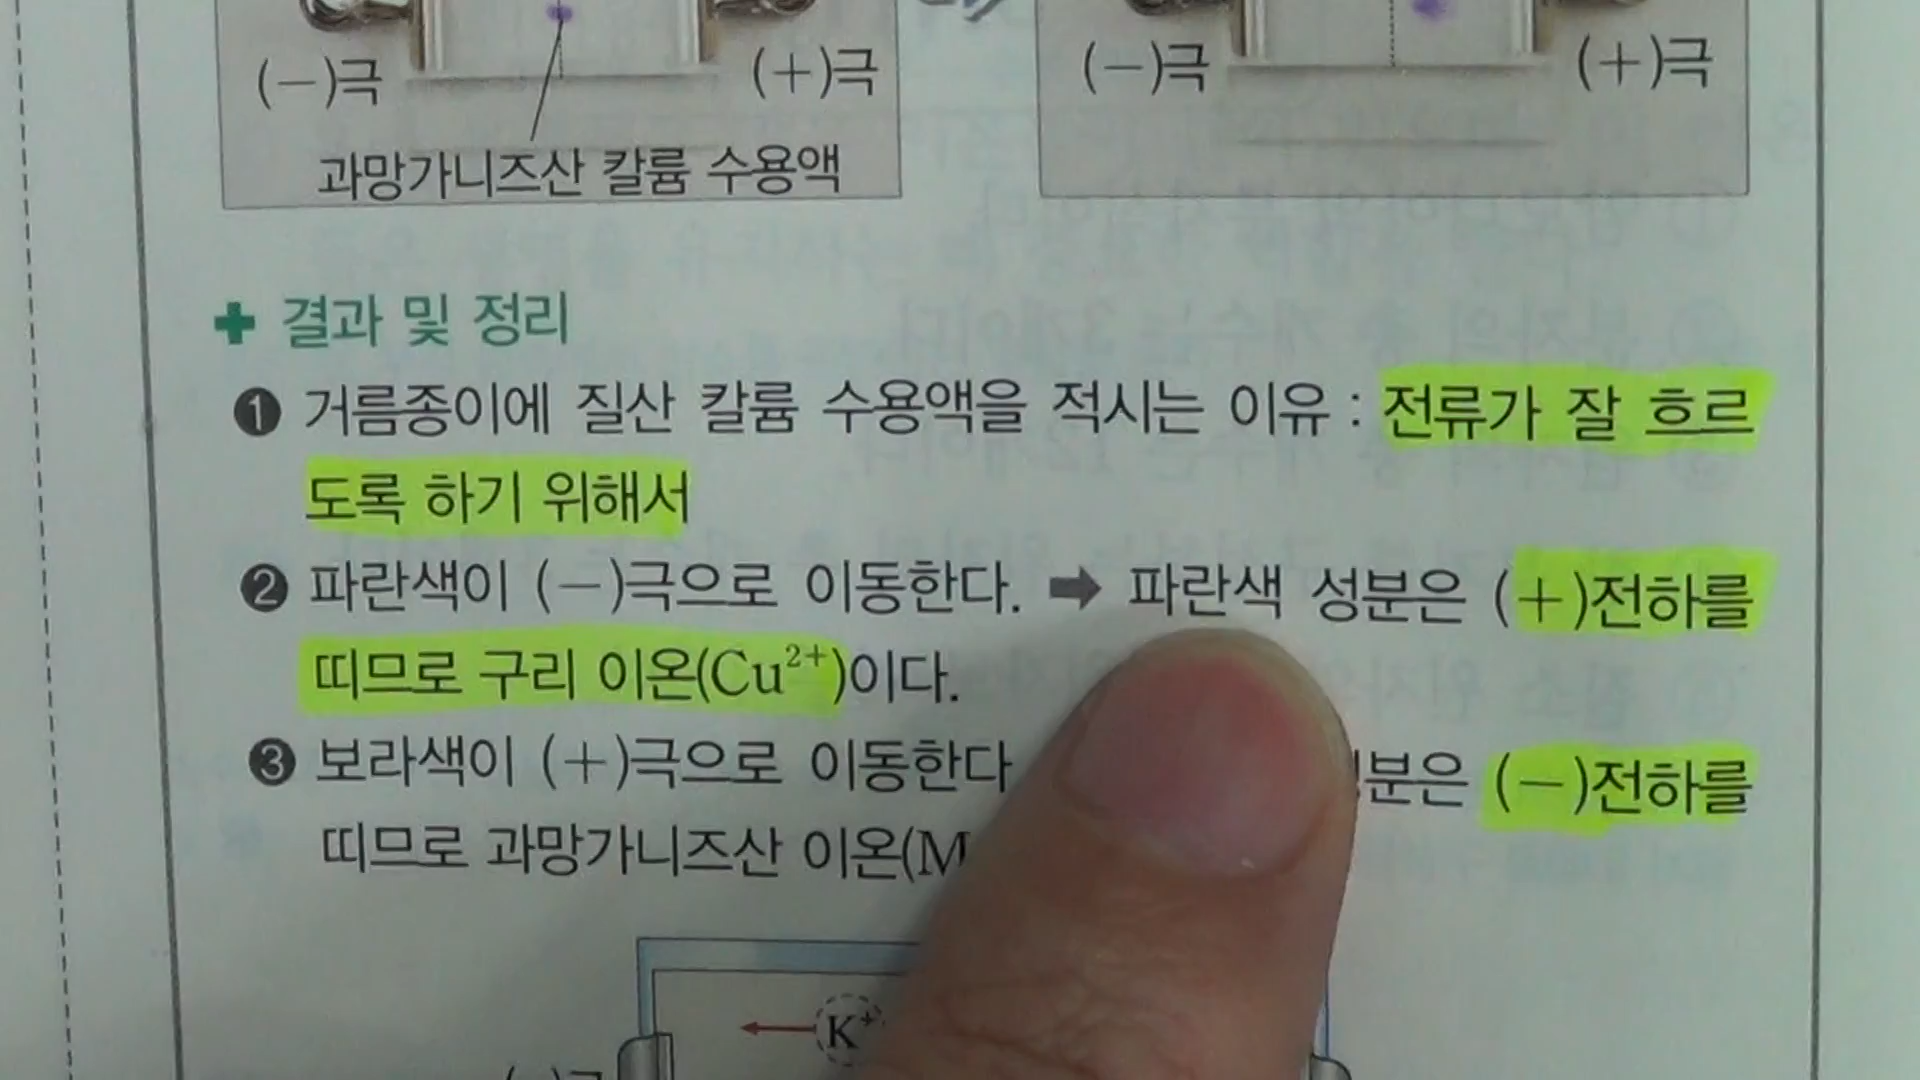 (−)극
(+)극
과망가니즈산 칼륨 수용액
(−)극
(+)극
✚ 결과 및 정리
❶ 거름종이에 질산 칼륨 수용액을 적시는 이유 : 전류가 잘 흐르
도록 하기 위해서
❷ 파란색이 (−)극으로 이동한다. ➡ 파란색 성분은 (+)전하를
띠므로 구리 이온(Cu²⁺)이다.
❸ 보라색이 (+)극으로 이동한다 분은 (−)전하를
띠므로 과망가니즈산 이온(M
K⁺